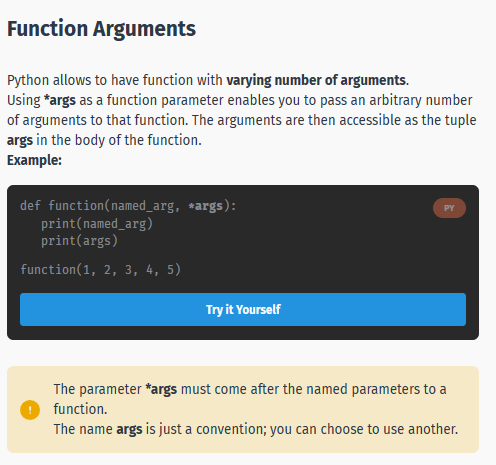 Function Arguments
Python allows to have function with varying number of arguments.
Using *args as a function parameter enables you to pass an arbitrary number
of arguments to that function. The arguments are then accessible as the tuple
args in the body of the function.
Example:
def function(named_arg, *args):
PY
print(named_arg)
print(args)
function(1, 2, 3, 4, 5)
Try it Yourself
!
The parameter *args must come after the named parameters to a
function.
The name args is just a convention; you can choose to use another.